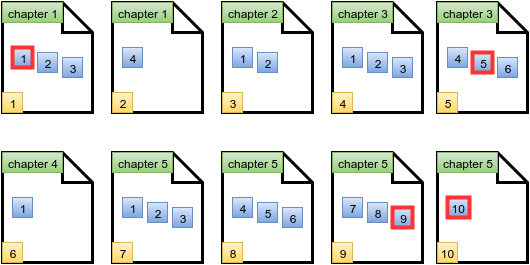 chapter 1
1 2 3
1
chapter 1
4
2
chapter 2
1 2
3
chapter 3
1 2 3
4
chapter 3
4 5 6
5
chapter 4
1
6
chapter 5
1 2 3
7
chapter 5
4 5 6
8
chapter 5
7 8 9
9
chapter 5
10
10